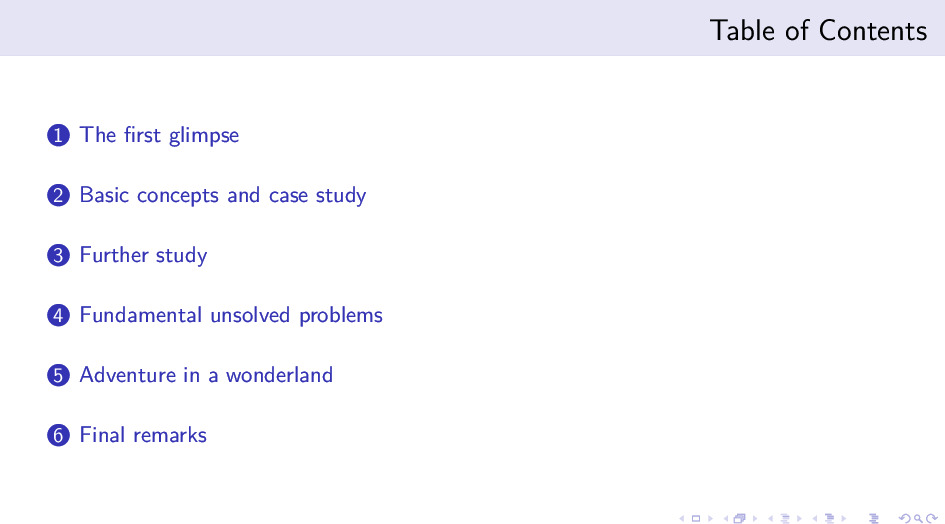 Table of Contents
1 The first glimpse
2 Basic concepts and case study
3 Further study
4 Fundamental unsolved problems
5 Adventure in a wonderland
6 Final remarks